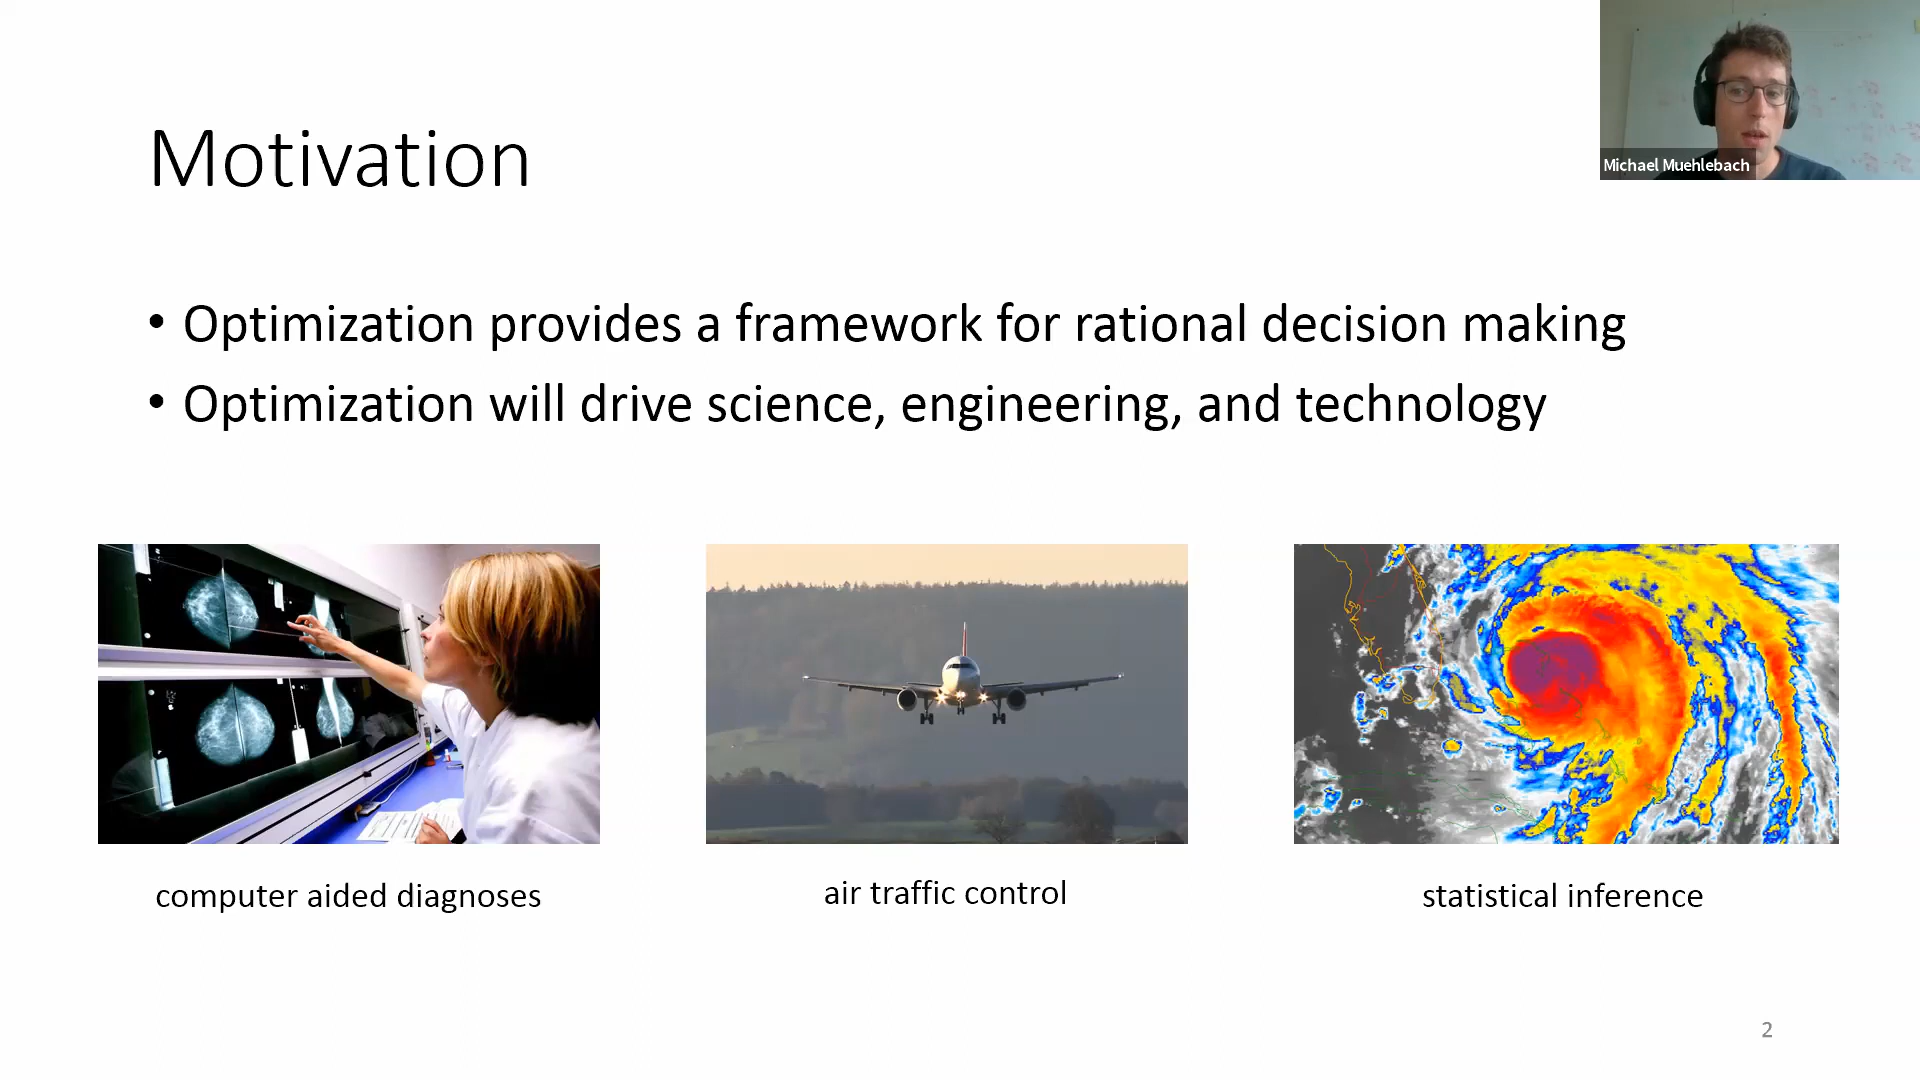 Motivation
Michael Muehlebach
• Optimization provides a framework for rational decision making
• Optimization will drive science, engineering, and technology
computer aided diagnoses
air traffic control
statistical inference
2